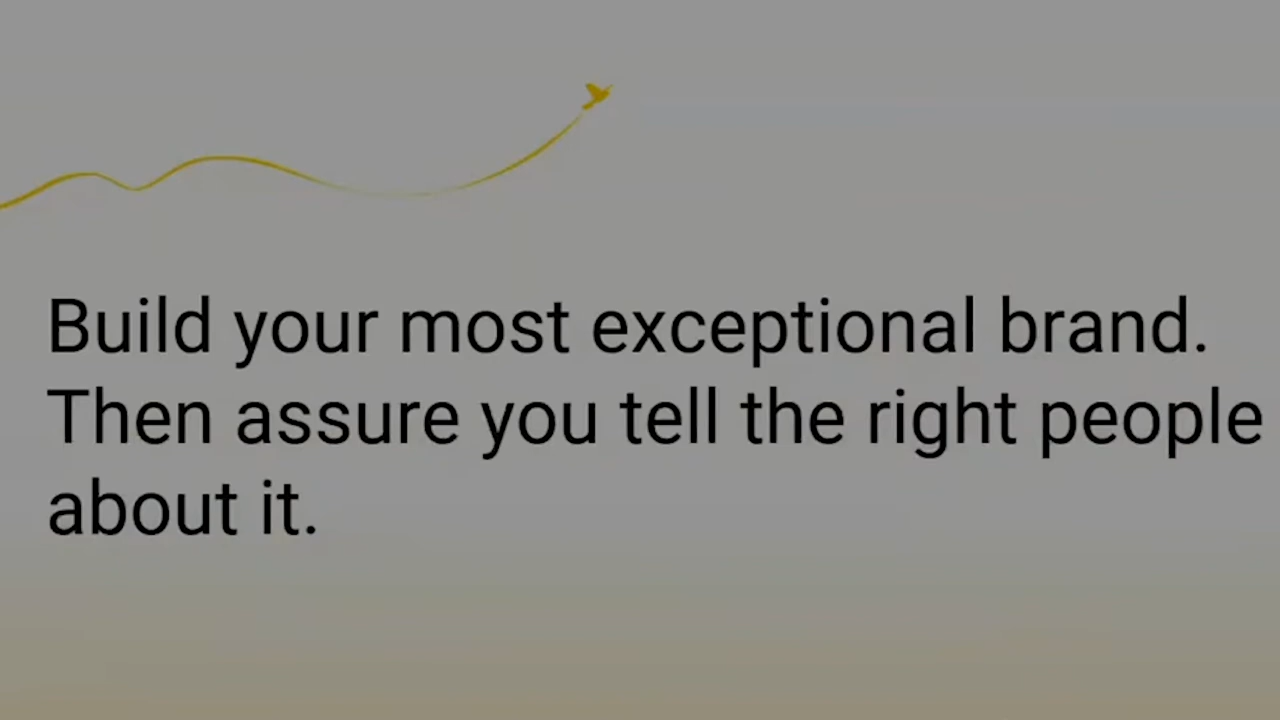 Build your most exceptional brand.
Then assure you tell the right people
about it.